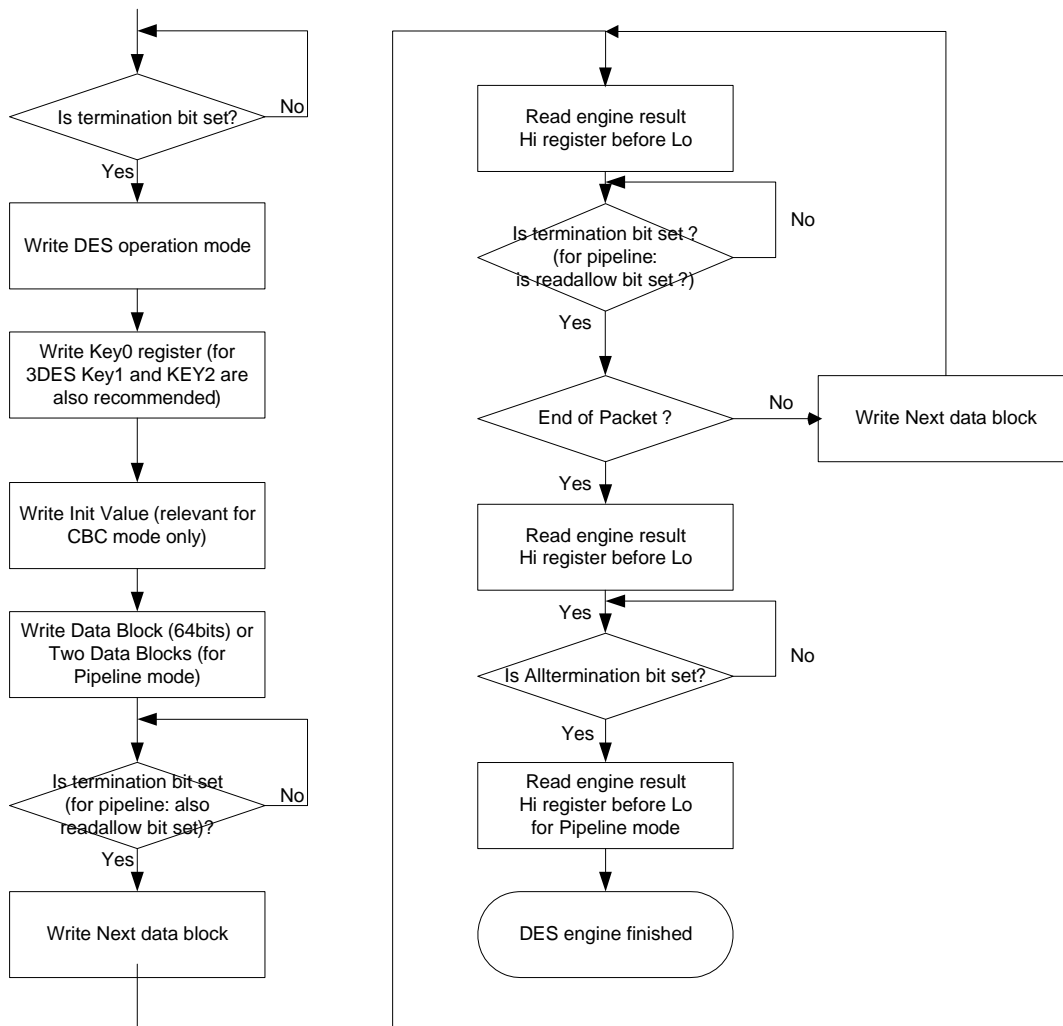 Is termination bit set?
No
Yes
Write DES operation mode
Write Key0 register (for
3DES Key1 and KEY2 are
also recommended)
Write Init Value (relevant for
CBC mode only)
Write Data Block (64bits) or
Two Data Blocks (for
Pipeline mode)
Is termination bit set
(for pipeline: also
readallow bit set)?
No
Yes
Write Next data block
Read engine result
Hi register before Lo
Is termination bit set ?
(for pipeline:
is readallow bit set ?)
No
Yes
End of Packet ?
No
Write Next data block
Yes
Read engine result
Hi register before Lo
Yes
Is Alltermination bit set?
No
Yes
Read engine result
Hi register before Lo
for Pipeline mode
DES engine finished